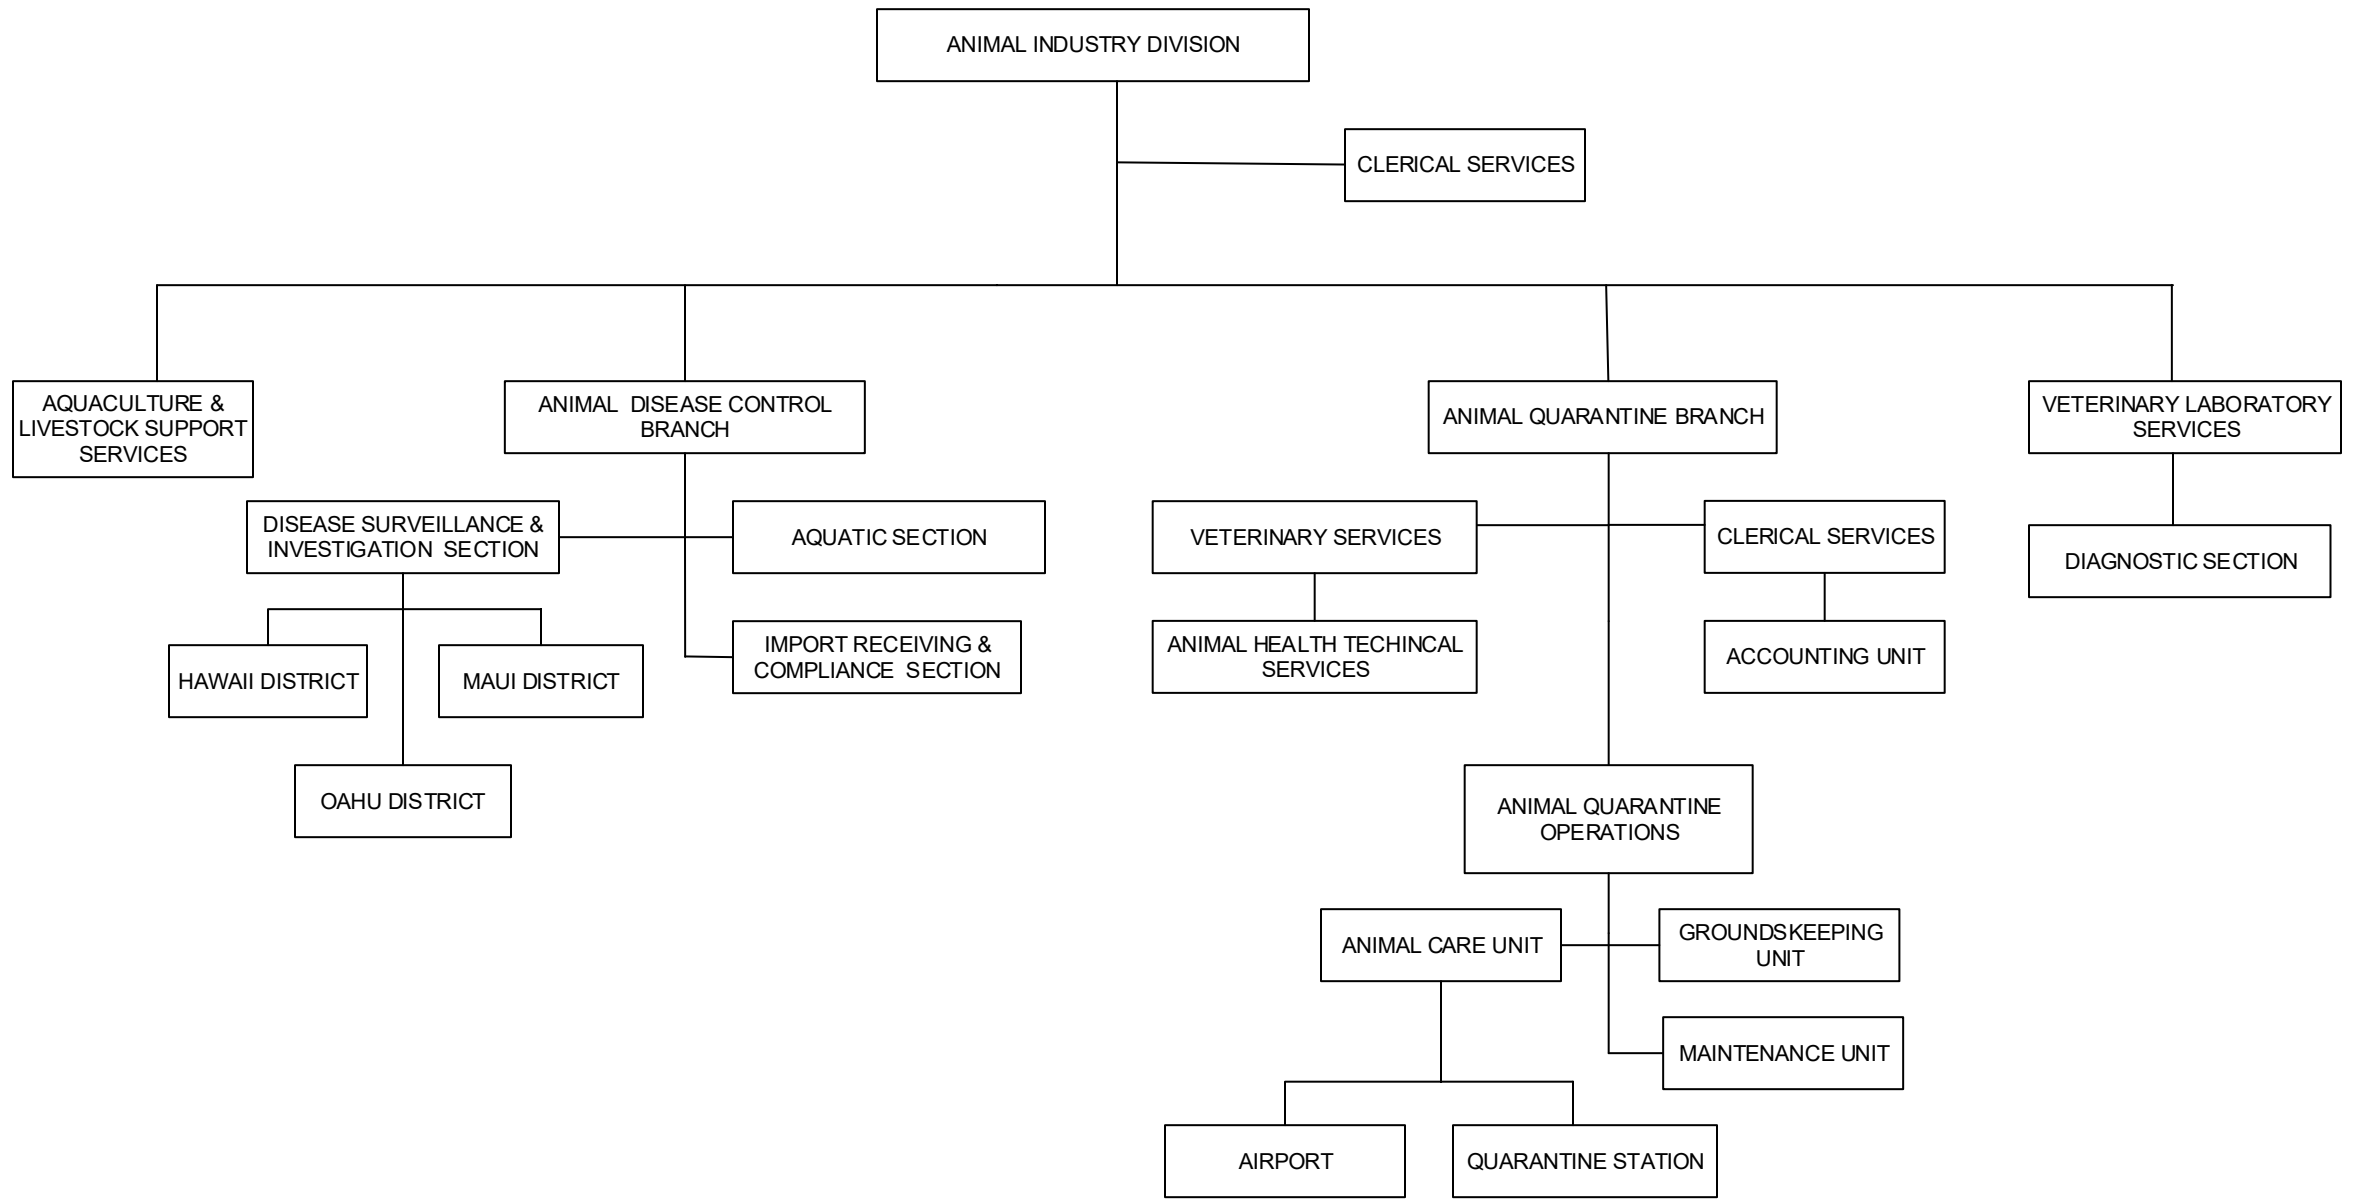 ANIMAL INDUSTRY DIVISION
CLERICAL SERVICES
AQUACULTURE &
LIVESTOCK SUPPORT
SERVICES
ANIMAL DISEASE CONTROL
BRANCH
ANIMAL QUARANTINE BRANCH
VETERINARY LABORATORY
SERVICES
DISEASE SURVEILLANCE &
INVESTIGATION SECTION
AQUATIC SECTION
VETERINARY SERVICES
CLERICAL SERVICES
DIAGNOSTIC SECTION
IMPORT RECEIVING &
COMPLIANCE SECTION
ANIMAL HEALTH TECHINCAL
SERVICES
ACCOUNTING UNIT
HAWAII DISTRICT
MAUI DISTRICT
OAHU DISTRICT
ANIMAL QUARANTINE
OPERATIONS
ANIMAL CARE UNIT
GROUNDSKEEPING
UNIT
MAINTENANCE UNIT
AIRPORT
QUARANTINE STATION